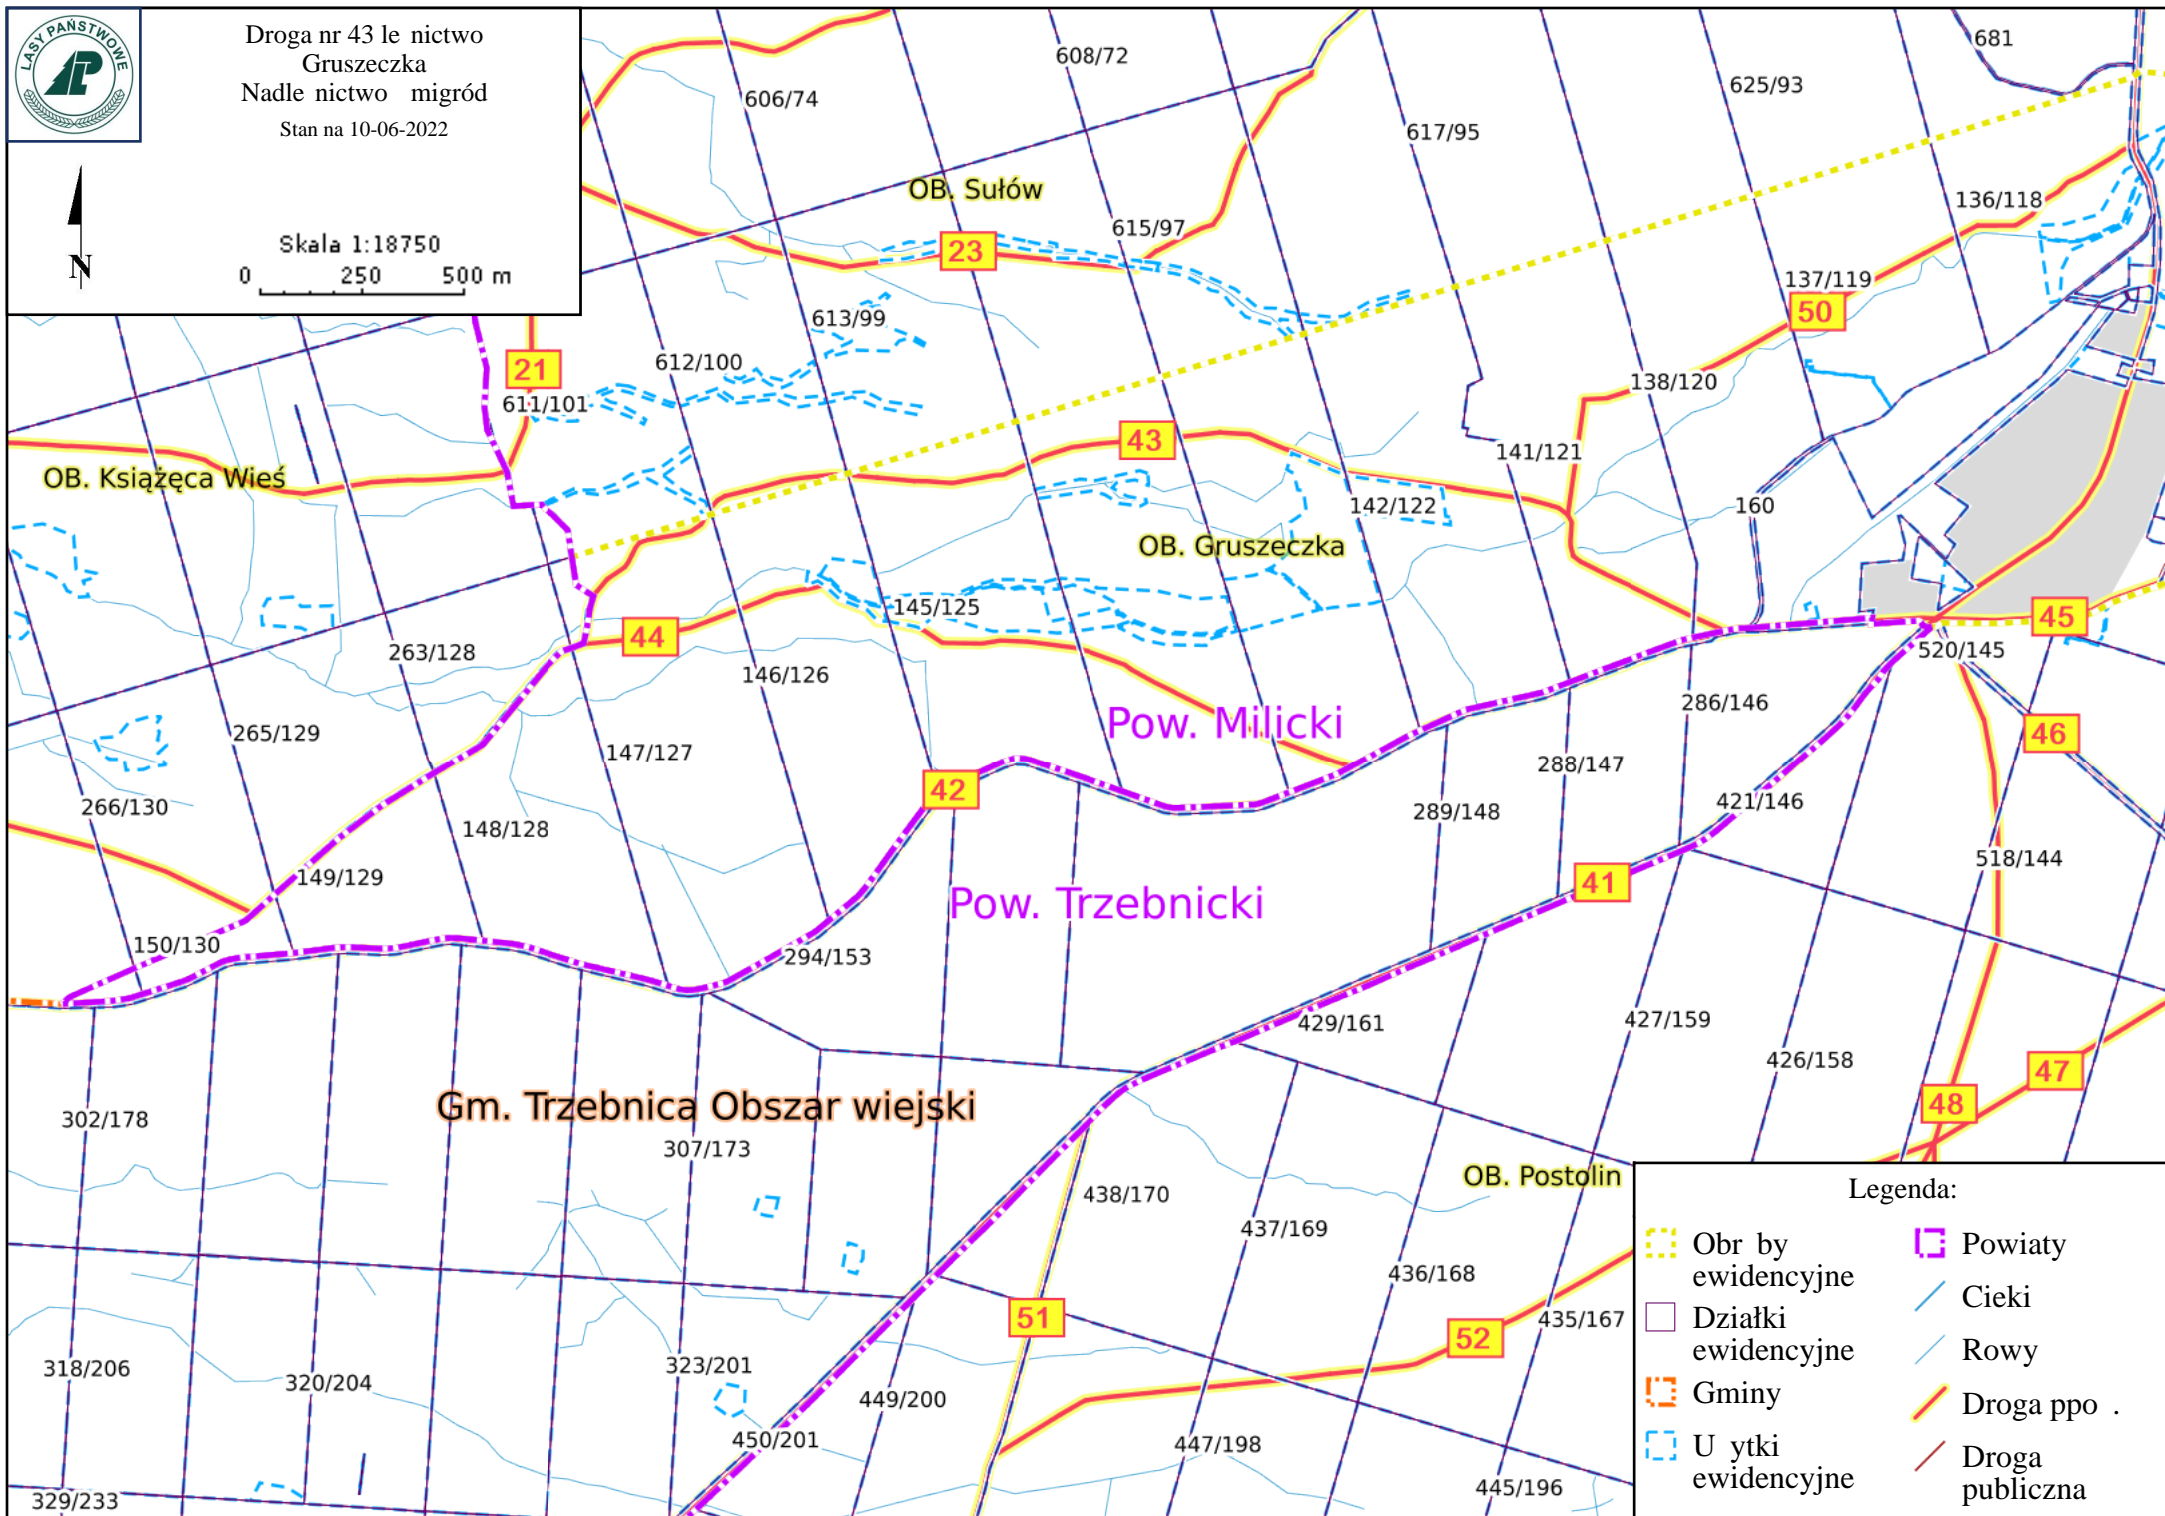 LASY PAŃSTWOWE
Droga nr 43 le nictwo
Gruszeczka
Nadle nictwo migród
Stan na 10-06-2022
Skala 1:18750
0 250 500 m
N
681
608/72
625/93
606/74
617/95
OB. Sułów
136/118
615/97
23
137/119
50
613/99
612/100
21
138/120
611/101
43
141/121
OB. Książęca Wieś
142/122
160
OB. Gruszeczka
145/125
45
44
263/128
520/145
146/126
286/146
Pow. Milicki
265/129
46
147/127
288/147
42
266/130
421/146
289/148
148/128
518/144
149/129
41
Pow. Trzebnicki
150/130
294/153
429/161
427/159
426/158
47
48
Gm. Trzebnica Obszar wiejski
302/178
307/173
OB. Postolin
438/170
437/169
436/168
51
435/167
52
318/206
323/201
320/204
449/200
450/201
447/198
445/196
329/233
Legenda:
Obr by
ewidencyjne
Działki
ewidencyjne
Gminy
U ytki
ewidencyjne
Powiaty
Cieki
Rowy
Droga ppo .
Droga
publiczna